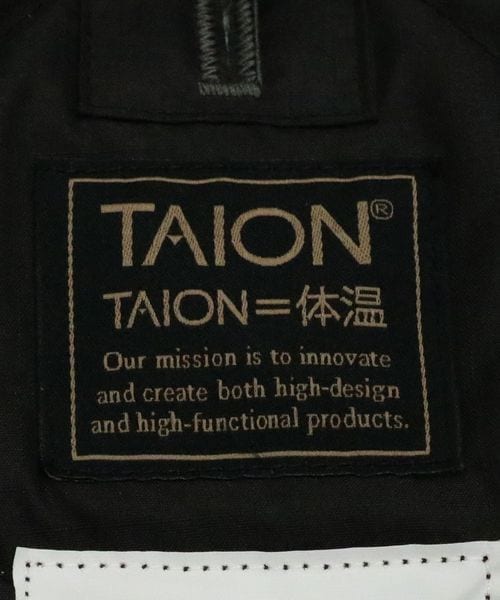 TAION®
TAION=体温
Our mission is to innovate
and create both high-design
and high-functional products.